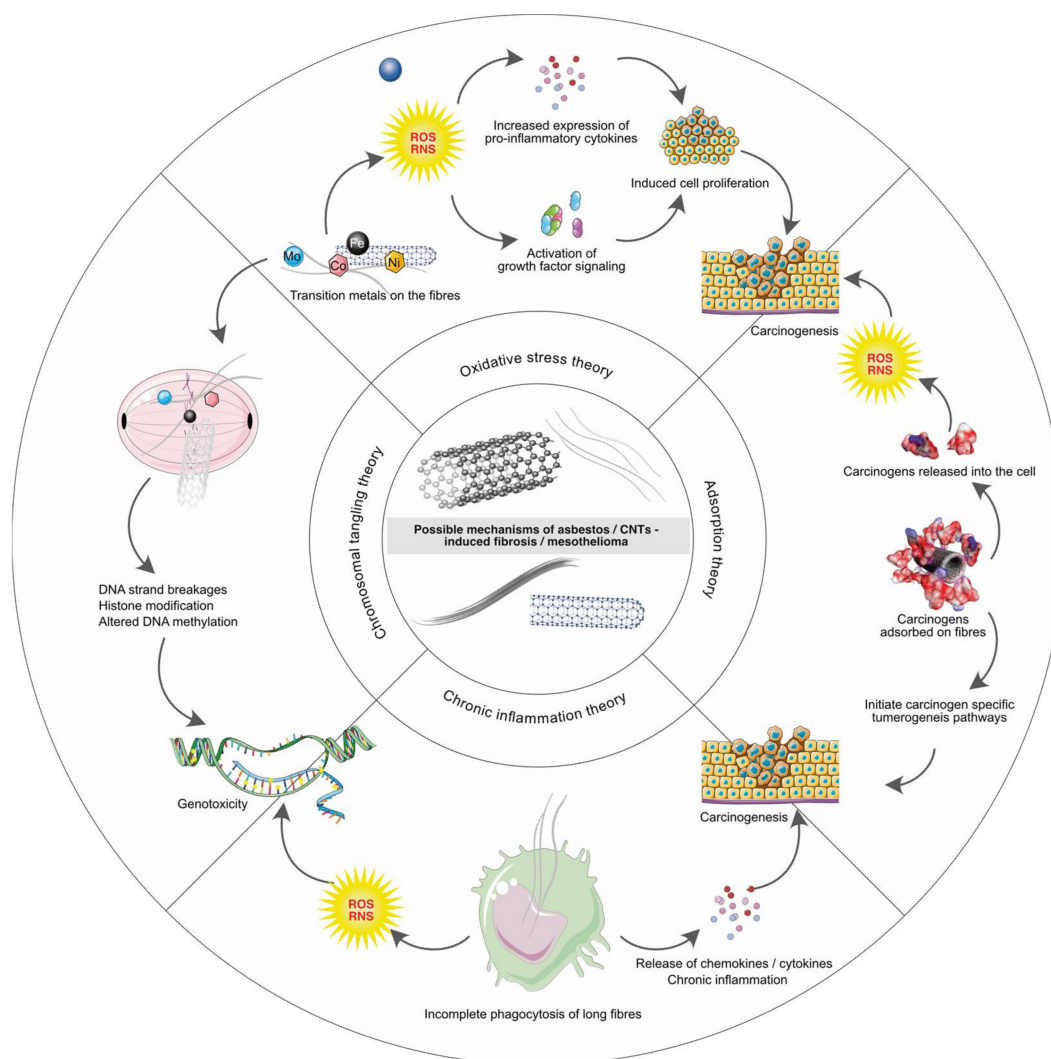 ROS
RNS
Increased expression of
pro-inflammatory cytokines
Induced cell proliferation
Activation of
growth factor signaling
Mo
Fe
Co
Ni
Transition metals on the fibres
Carcinogenesis
ROS
RNS
Carcinogens released into the cell
Carcinogens
adsorbed on fibres
Initiate carcinogen specific
tumerogeneis pathways
Carcinogenesis
Release of chemokines / cytokines
Chronic inflammation
Incomplete phagocytosis of long fibres
ROS
RNS
Genotoxicity
DNA strand breakages
Histone modification
Altered DNA methylation
Oxidative stress theory
Adsorption theory
Chronic inflammation theory
Chromosomal tangling theory
Possible mechanisms of asbestos / CNTs -
induced fibrosis / mesothelioma